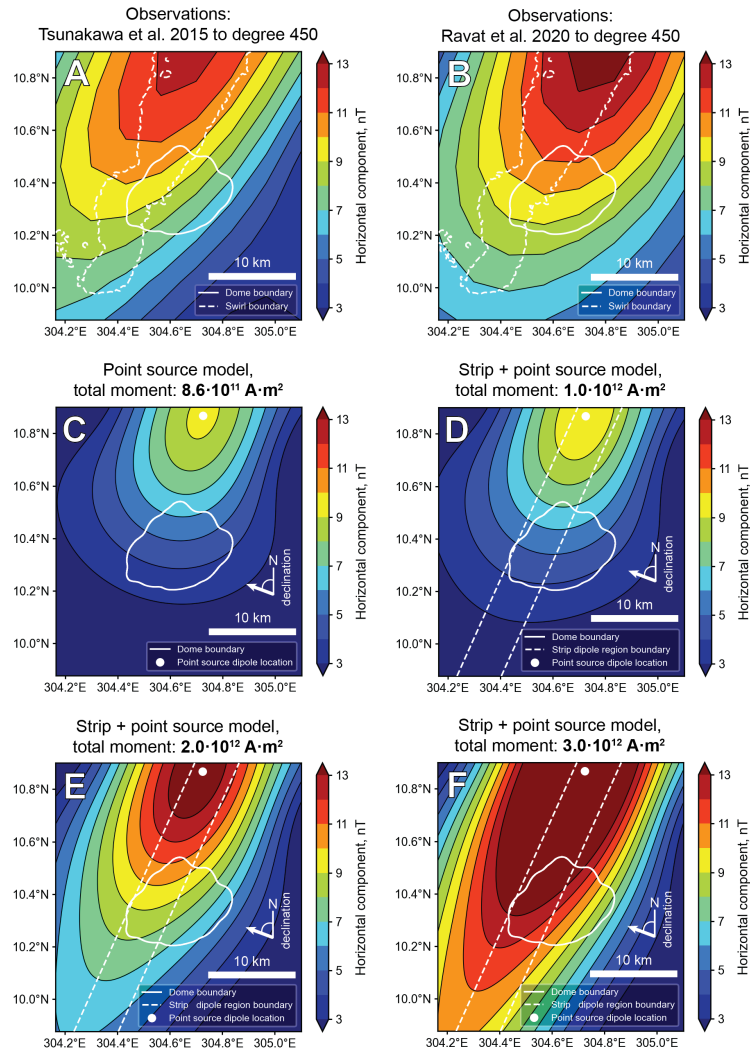 Observations:
Tsunakawa et al. 2015 to degree 450
Observations:
Ravat et al. 2020 to degree 450
A
10.8°N
10.6°N
10.4°N
10.2°N
10.0°N
304.2°E 304.4°E 304.6°E 304.8°E 305.0°E
10 km
Dome boundary
Swirl boundary
13
11
9
7
5
3
Horizontal component, nT
B
10.8°N
10.6°N
10.4°N
10.2°N
10.0°N
304.2°E 304.4°E 304.6°E 304.8°E 305.0°E
10 km
Dome boundary
Swirl boundary
13
11
9
7
5
3
Horizontal component, nT
Point source model,
total moment: 8.6·10¹¹ A·m²
Strip + point source model,
total moment: 1.0·10¹² A·m²
C
10.8°N
10.6°N
10.4°N
10.2°N
10.0°N
304.2°E 304.4°E 304.6°E 304.8°E 305.0°E
N
declination
10 km
Dome boundary
Point source dipole location
13
11
9
7
5
3
Horizontal component, nT
D
10.8°N
10.6°N
10.4°N
10.2°N
10.0°N
304.2°E 304.4°E 304.6°E 304.8°E 305.0°E
N
declination
10 km
Dome boundary
Strip dipole region boundary
Point source dipole location
13
11
9
7
5
3
Horizontal component, nT
Strip + point source model,
total moment: 2.0·10¹² A·m²
Strip + point source model,
total moment: 3.0·10¹² A·m²
E
10.8°N
10.6°N
10.4°N
10.2°N
10.0°N
304.2°E 304.4°E 304.6°E 304.8°E 305.0°E
N
declination
10 km
Dome boundary
Strip dipole region boundary
Point source dipole location
13
11
9
7
5
3
Horizontal component, nT
F
10.8°N
10.6°N
10.4°N
10.2°N
10.0°N
304.2°E 304.4°E 304.6°E 304.8°E 305.0°E
N
declination
10 km
Dome boundary
Strip dipole region boundary
Point source dipole location
13
11
9
7
5
3
Horizontal component, nT